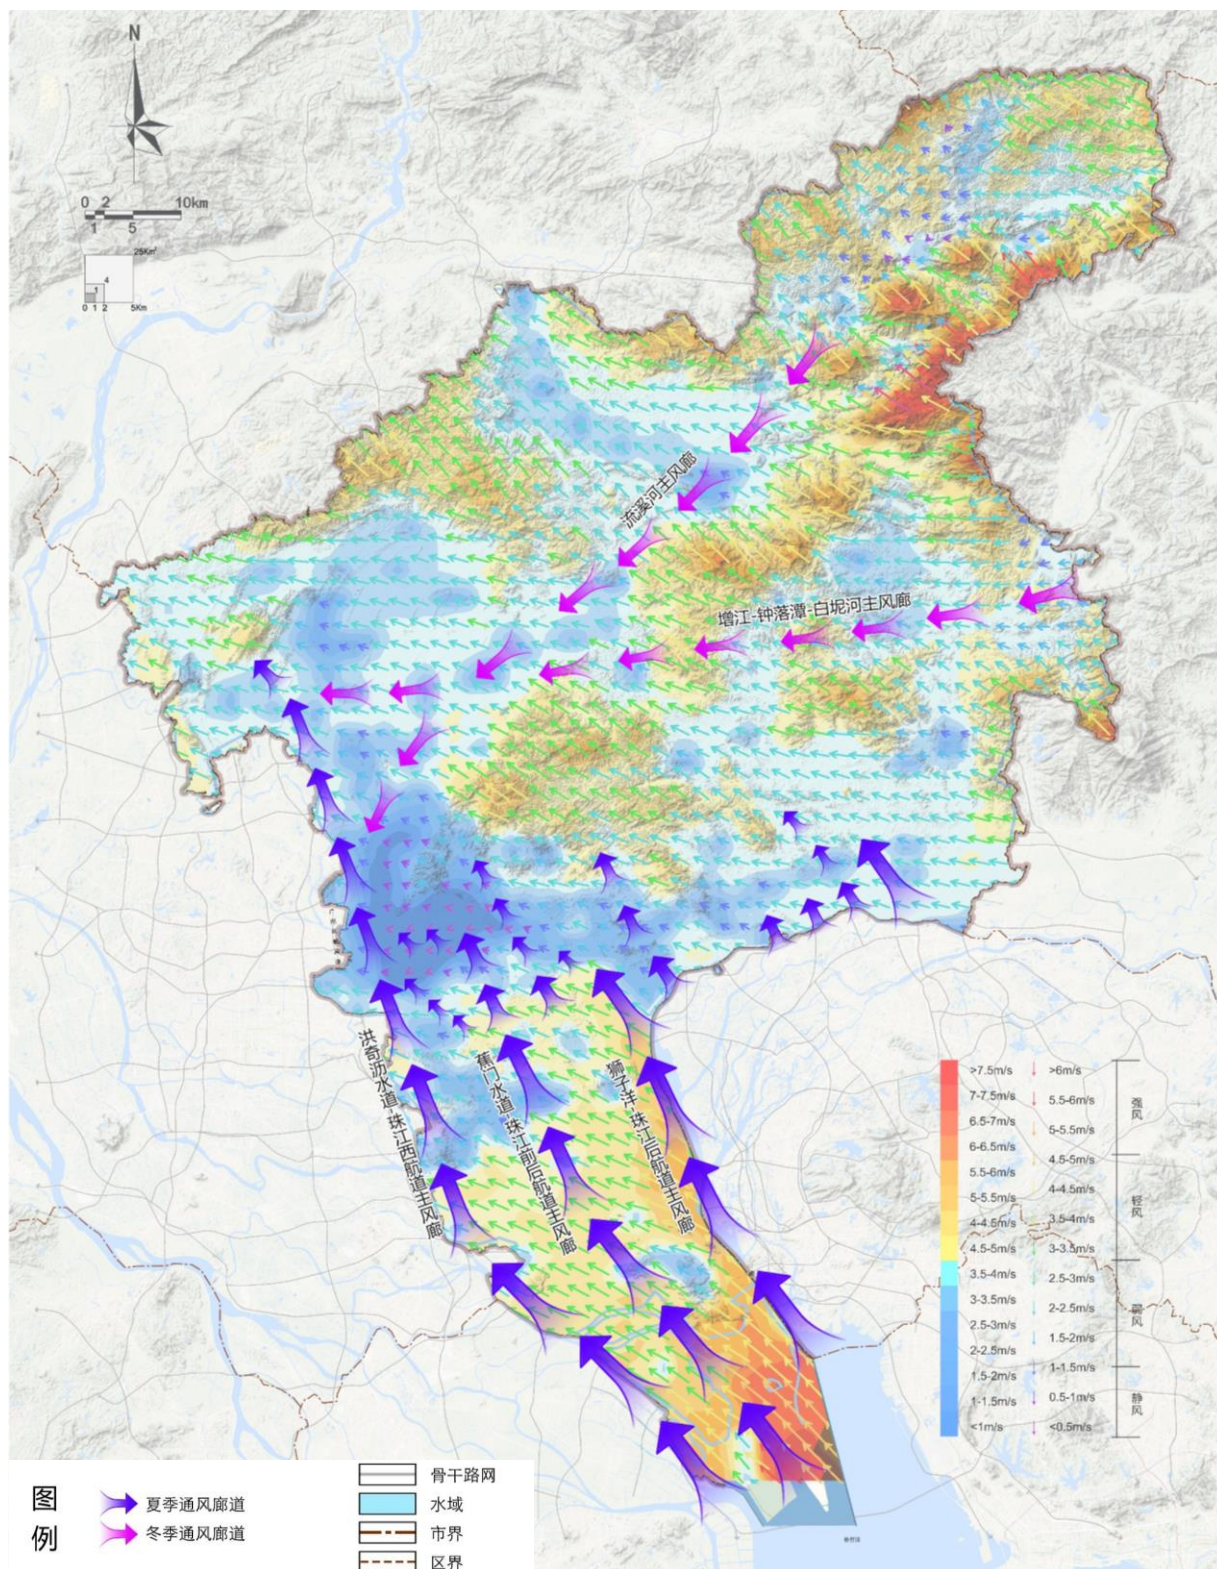 N
0 2 10km
1 5
25Km²
4
1
0 1 2 5Km
流溪河主风廊
增江-钟落潭-白坭河主风廊
洪奇沥水道-珠江西航道主风廊
蕉门水道-珠江前后航道主风廊
狮子洋-珠江后航道主风廊
>7.5m/s >6m/s
7-7.5m/s 5.5-6m/s
6.5-7m/s 5-5.5m/s
6-6.5m/s 4.5-5m/s
5.5-6m/s 4-4.5m/s
5-5.5m/s 3.5-4m/s
4-4.5m/s 3-3.5m/s
4.5-5m/s 2.5-3m/s
3.5-4m/s 2-2.5m/s
3-3.5m/s 1.5-2m/s
2.5-3m/s 1-1.5m/s
2-2.5m/s 0.5-1m/s
1.5-2m/s <0.5m/s
1-1.5m/s
<1m/s
强风
轻风
静风
图例
夏季通风廊道
冬季通风廊道
骨干路网
水域
市界
区界